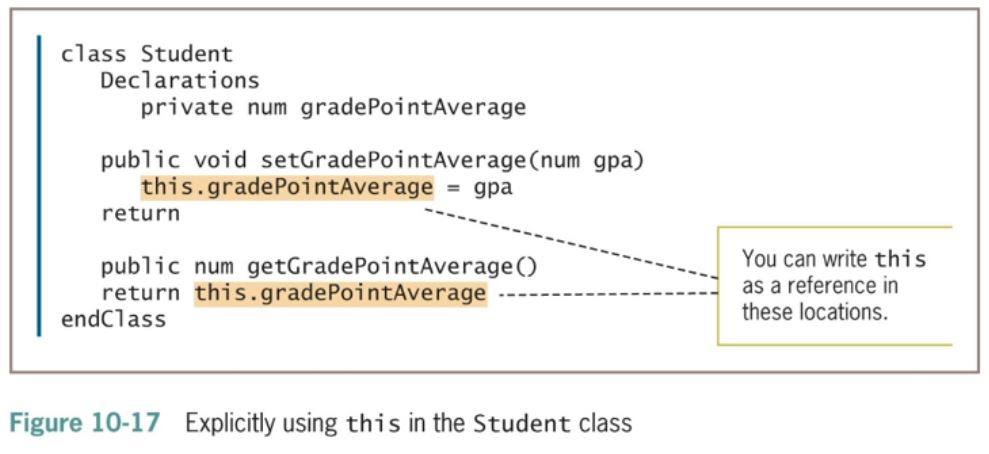 class Student
Declarations
private num gradePointAverage
public void setGradePointAverage(num gpa)
this.gradePointAverage = gpa
return
public num getGradePointAverage()
return this.gradePointAverage
endClass
You can write this
as a reference in
these locations.
Figure 10-17 Explicitly using this in the Student class